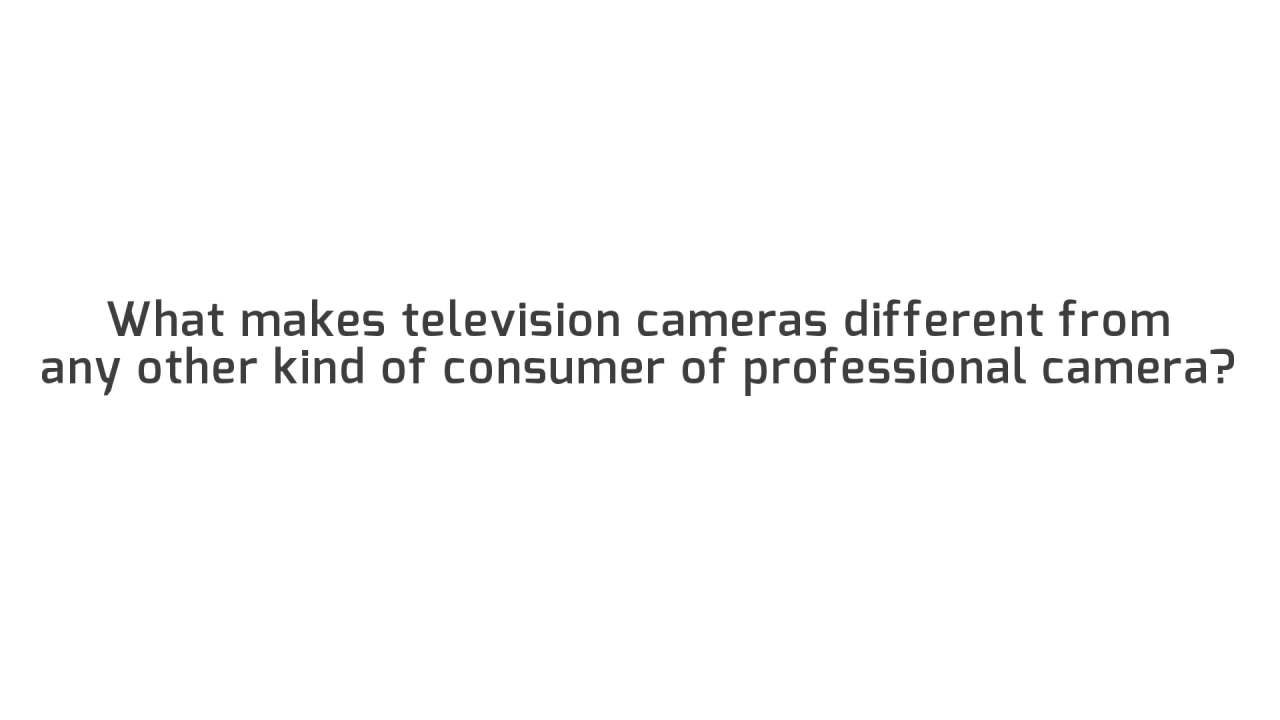 What makes television cameras different from
any other kind of consumer of professional camera?